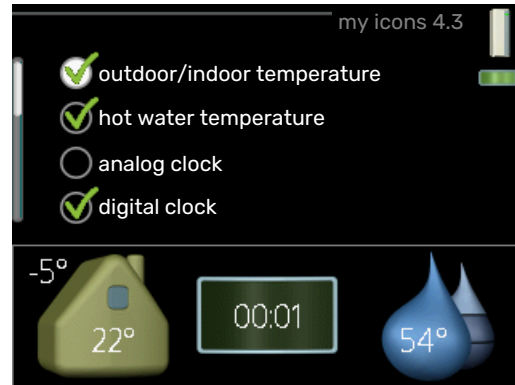 my icons 4.3
outdoor/indoor temperature
hot water temperature
analog clock
digital clock
-5°
22°
00:01
54°